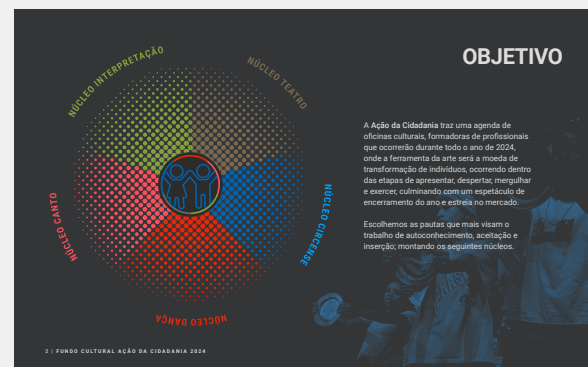 OBJETIVO
NÚCLEO INTERPRETAÇÃO
NÚCLEO TEATRO
NÚCLEO CANTO
NÚCLEO CIRCENSE
NÚCLEO DANÇA
A Ação da Cidadania traz uma agenda de
oficinas culturais, formadoras de profissionais
que ocorrerão durante todo o ano de 2024,
onde a ferramenta da arte será a moeda de
transformação de indivíduos, ocorrendo dentro
das etapas de apresentar, despertar, mergulhar
e exercer, culminando com um espetáculo de
encerramento do ano e estreia no mercado.
Escolhemos as pautas que mais visam o
trabalho de autoconhecimento, aceitação e
inserção; montando os seguintes núcleos.
2 | FUNDO CULTURAL AÇÃO DA CIDADANIA 2024